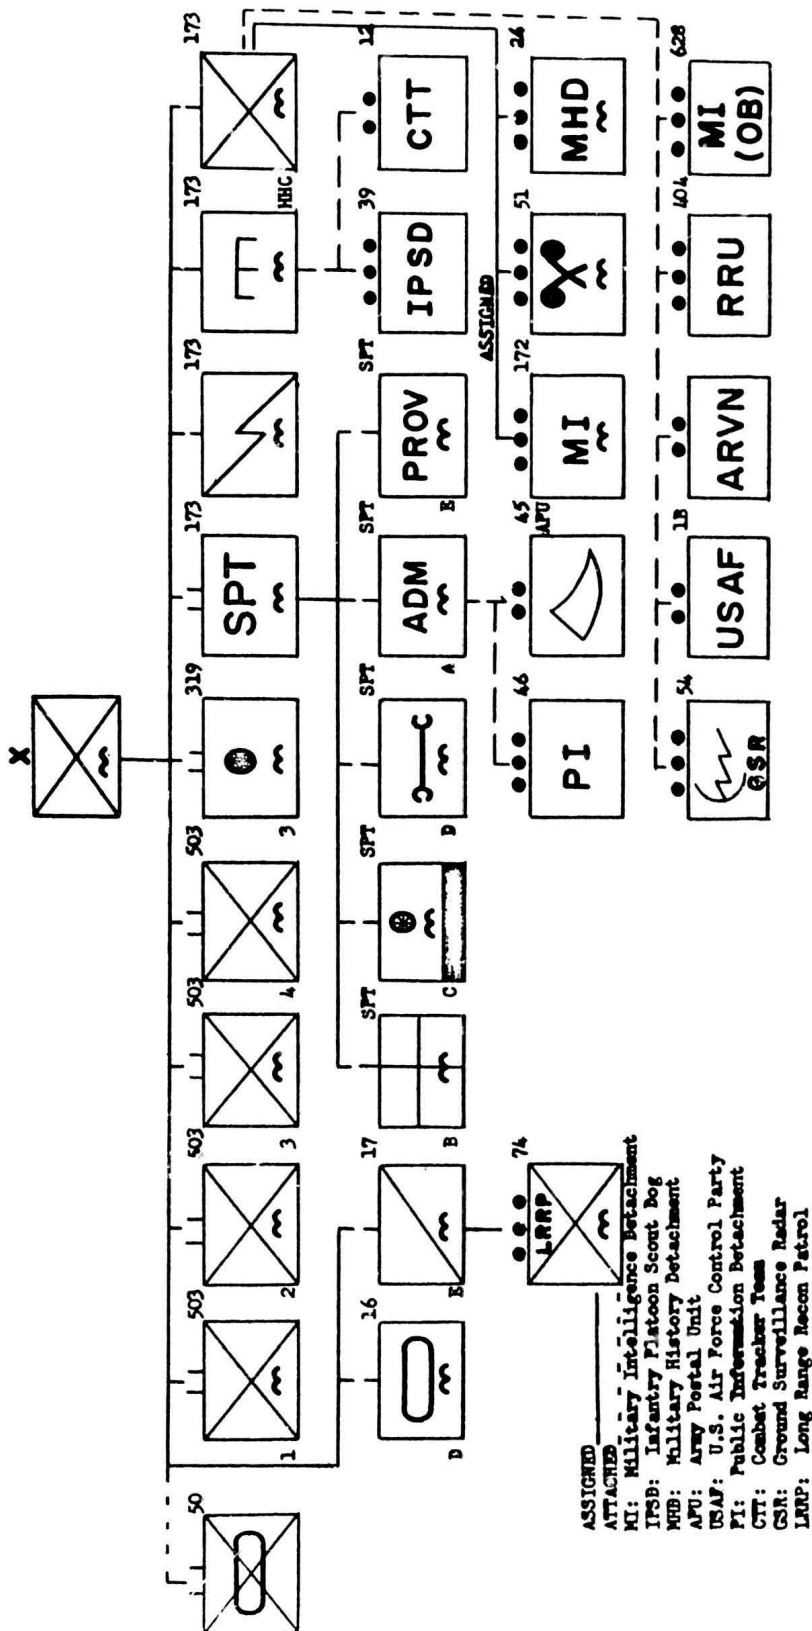 X
50
503
1
503
2
503
3
503
4
319
3
173
SPT
173
173
HHC
173
16
D
17
E
SPT
B
SPT
C
SPT
D
SPT
ADM
A
SPT
PROV
E
39
IPSD
12
CTT
74
LRRP
46
PI
45
APU
172
MI
ASSIGNED
51
26
MHD
54
GSR
1B
USAF
ARVN
404
RRU
628
MI
(OB)
ASSIGNED
ATTACHED
MI: Military Intelligence Detachment
IPSD: Infantry Platoon Scout Dog
MHD: Military History Detachment
APU: Army Postal Unit
USAF: U.S. Air Force Control Party
PI: Public Information Detachment
CTT: Combat Tracker Team
GSR: Ground Surveillance Radar
LRRP: Long Range Recon Patrol